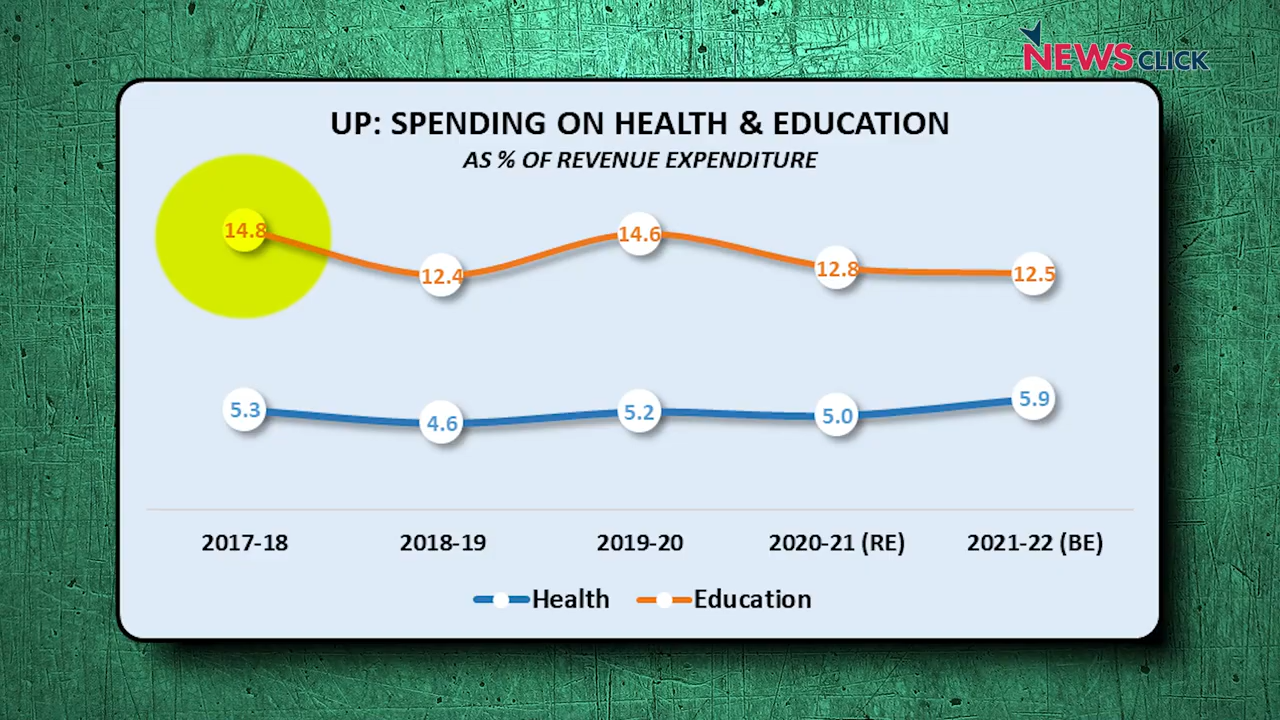 NEWSCLICK
UP: SPENDING ON HEALTH & EDUCATION
AS % OF REVENUE EXPENDITURE
14.8 12.4 14.6 12.8 12.5
5.3 4.6 5.2 5.0 5.9
2017-18 2018-19 2019-20 2020-21 (RE) 2021-22 (BE)
Health Education